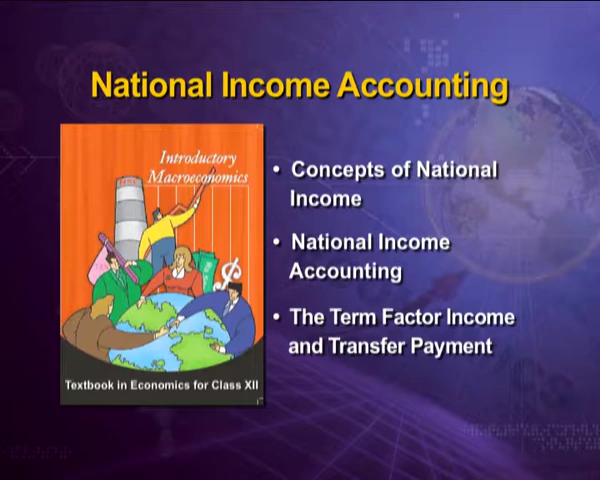 National Income Accounting
Introductory
Macroeconomics
Textbook in Economics for Class XII
• Concepts of National
Income
• National Income
Accounting
• The Term Factor Income
and Transfer Payment